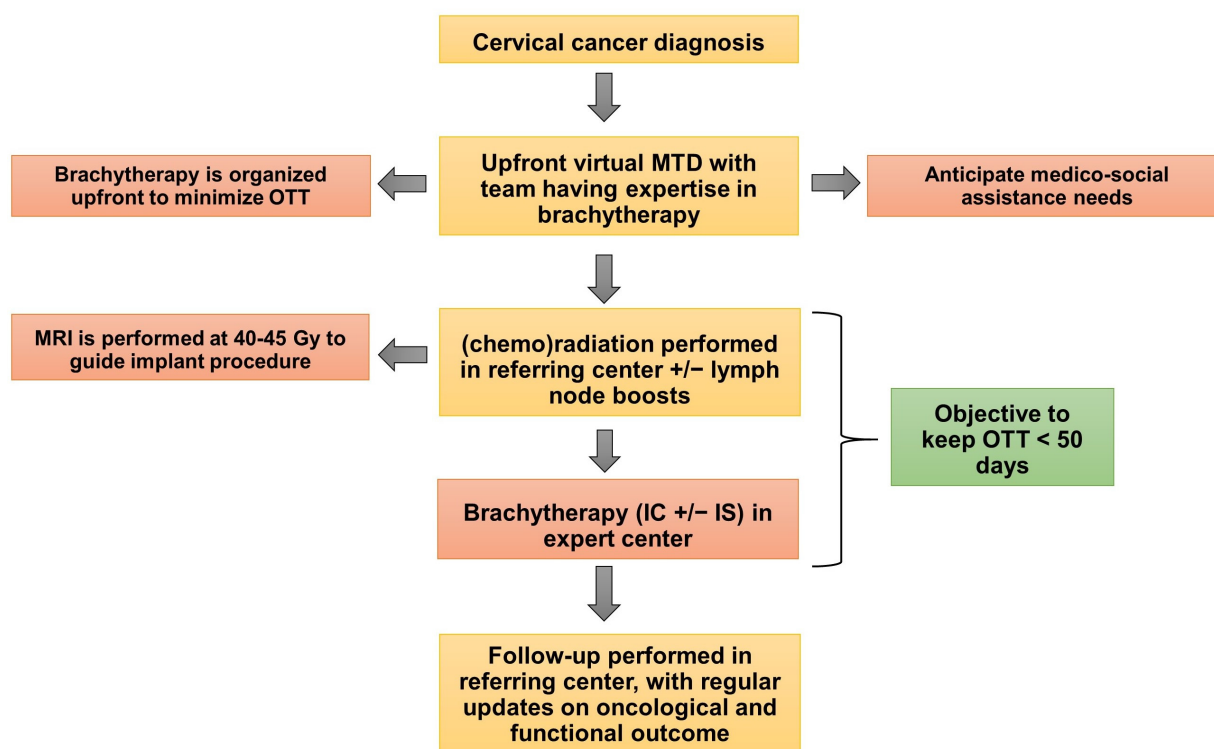 Cervical cancer diagnosis
Brachytherapy is organized
upfront to minimize OTT
Upfront virtual MTD with
team having expertise in
brachytherapy
Anticipate medico-social
assistance needs
MRI is performed at 40-45 Gy to
guide implant procedure
(chemo)radiation performed
in referring center +/− lymph
node boosts
Objective to
keep OTT < 50
days
Brachytherapy (IC +/− IS) in
expert center
Follow-up performed in
referring center, with regular
updates on oncological and
functional outcome